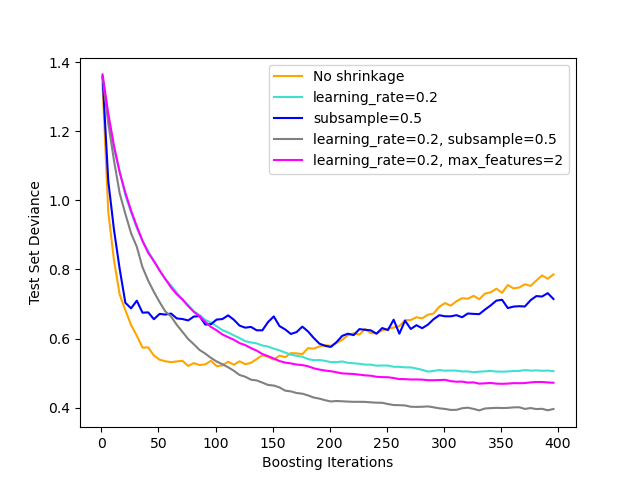 1.4
1.2
1.0
0.8
0.6
0.4
Test Set Deviance
No shrinkage
learning_rate=0.2
subsample=0.5
learning_rate=0.2, subsample=0.5
learning_rate=0.2, max_features=2
0 50 100 150 200 250 300 350 400
Boosting Iterations